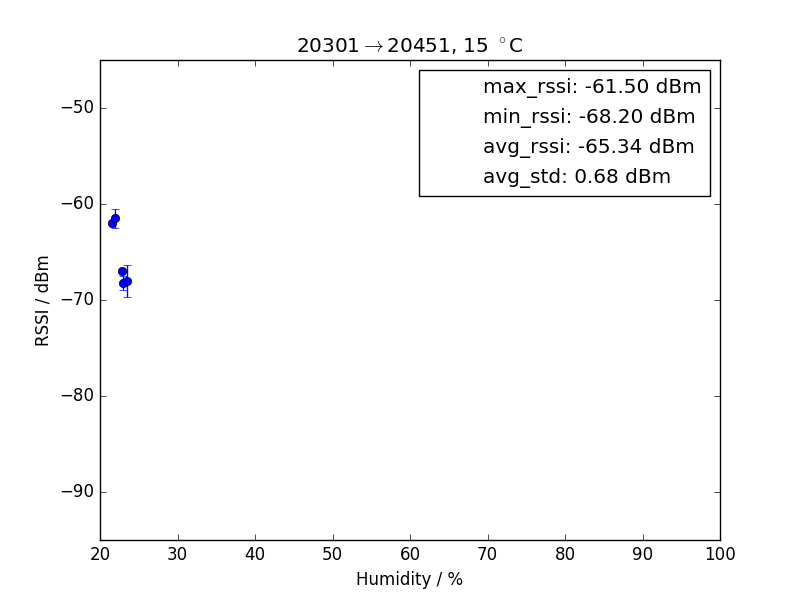 20301→20451, 15 °C
max_rssi: -61.50 dBm
min_rssi: -68.20 dBm
avg_rssi: -65.34 dBm
avg_std: 0.68 dBm
RSSI / dBm
−50
−60
−70
−80
−90
20 30 40 50 60 70 80 90 100
Humidity / %